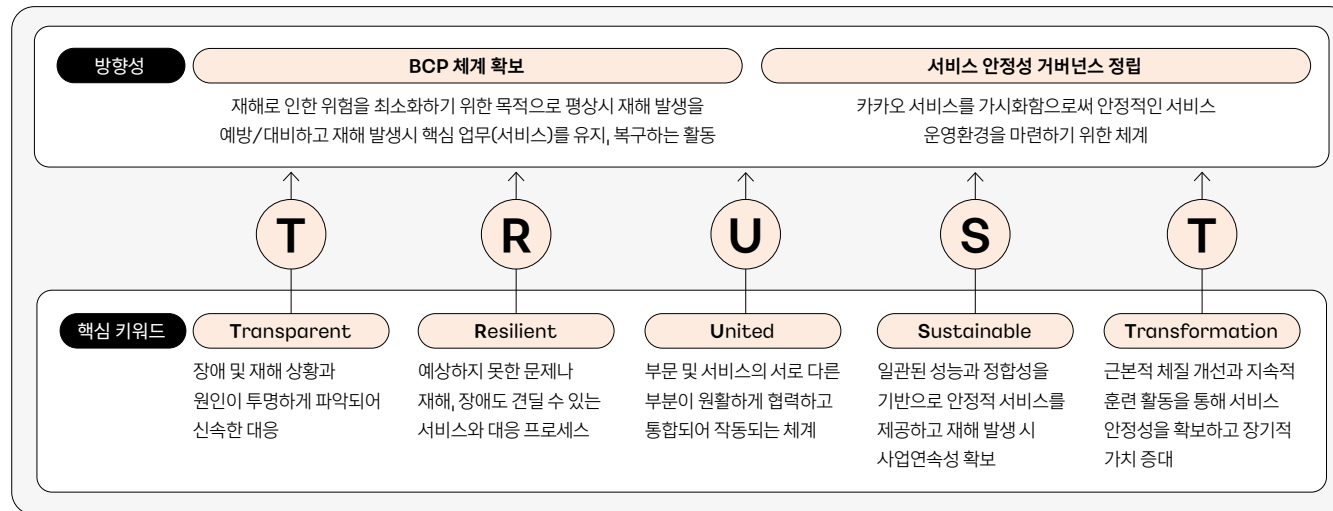 방향성
BCP 체계 확보
재해로 인한 위험을 최소화하기 위한 목적으로 평상시 재해 발생을
예방/대비하고 재해 발생시 핵심 업무(서비스)를 유지, 복구하는 활동
서비스 안정성 거버넌스 정립
카카오 서비스를 가시화함으로써 안정적인 서비스
운영환경을 마련하기 위한 체계
T
R
U
S
T
핵심 키워드
Transparent
장애 및 재해 상황과
원인이 투명하게 파악되어
신속한 대응
Resilient
예상하지 못한 문제나
재해, 장애도 견딜 수 있는
서비스와 대응 프로세스
United
부문 및 서비스의 서로 다른
부분이 원활하게 협력하고
통합되어 작동되는 체계
Sustainable
일관된 성능과 정합성을
기반으로 안정적 서비스를
제공하고 재해 발생 시
사업연속성 확보
Transformation
근본적 체질 개선과 지속적
훈련 활동을 통해 서비스
안정성을 확보하고 장기적
가치 증대